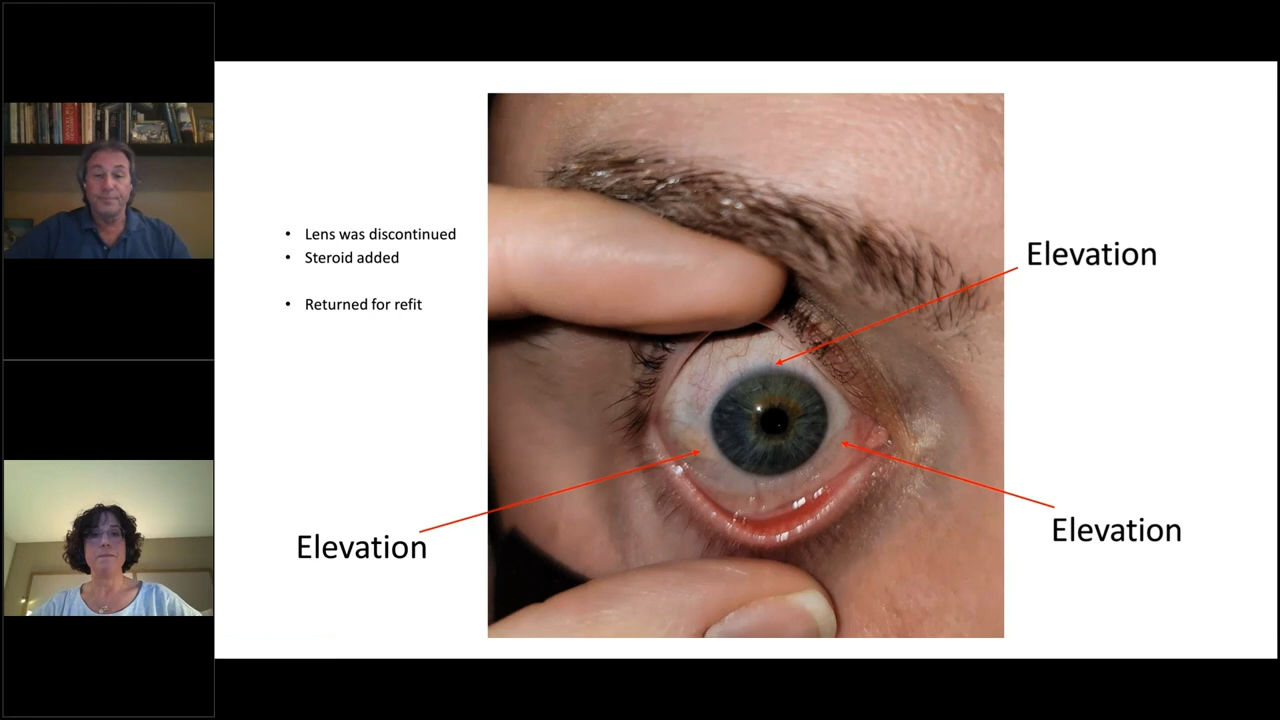 • Lens was discontinued
• Steroid added
• Returned for refit
Elevation
Elevation
Elevation